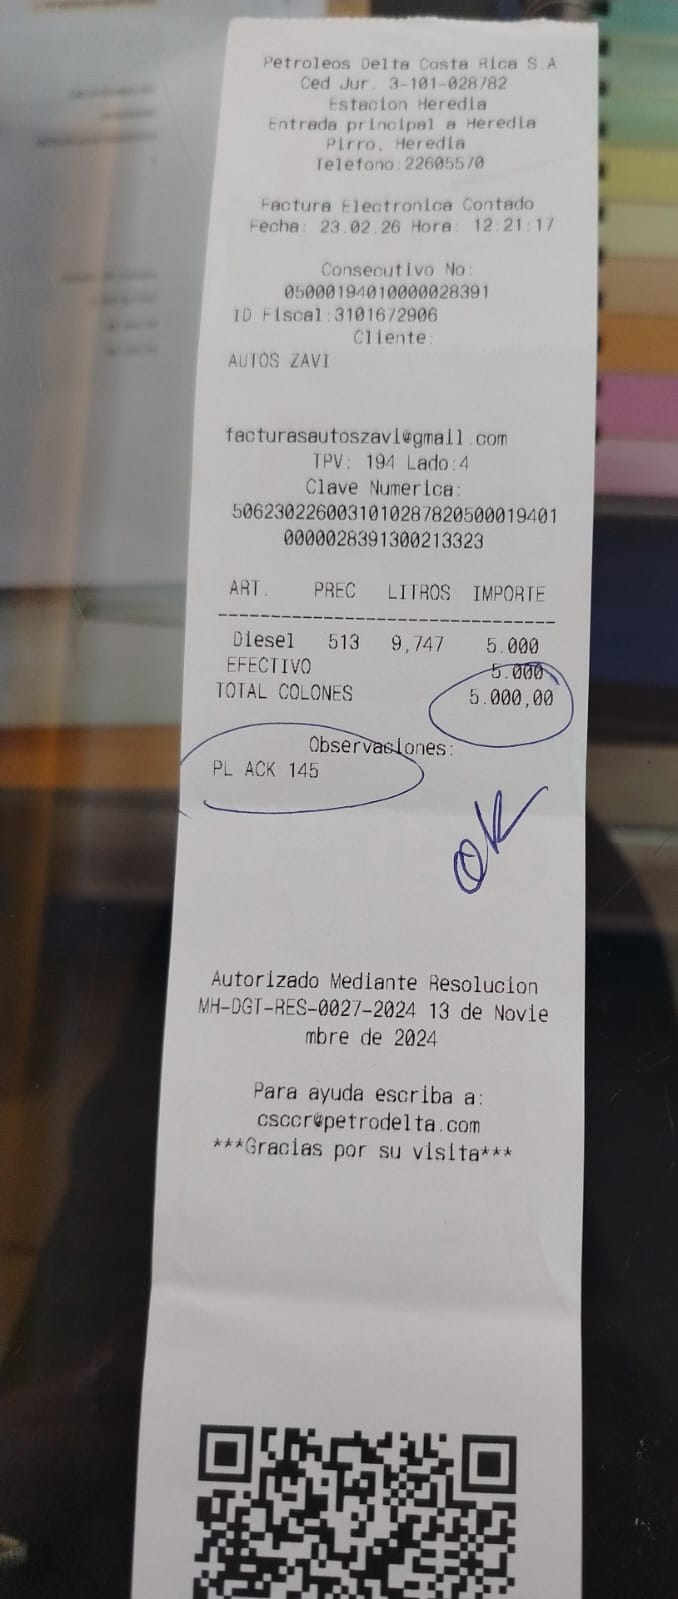 Petroleos Delta Costa Rica S.A
Ced Jur. 3-101-028782
Estacion Heredia
Entrada principal a Heredia
Pirro, Heredia
Telefono:22605570
Factura Electronica Contado
Fecha: 23.02.26 Hora: 12:21:17
Consecutivo No:
05000194010000028391
ID Fiscal:3101672906
Cliente:
AUTOS ZAVI
facturasautoszavi@gmail.com
TPV: 194 Lado:4
Clave Numerica:
506230226003101028782050001940​1
0000028391300213323
ART. PREC LITROS IMPORTE
--------------------------------
Diesel 513 9,747 5.000
EFECTIVO 5.000
TOTAL COLONES 5.000,00
Observaciones:
PL ACK 145
OK
Autorizado Mediante Resolucion
MH-DGT-RES-0027-2024 13 de Novie
mbre de 2024
Para ayuda escriba a:
csccr@petrodelta.com
***Gracias por su visita***